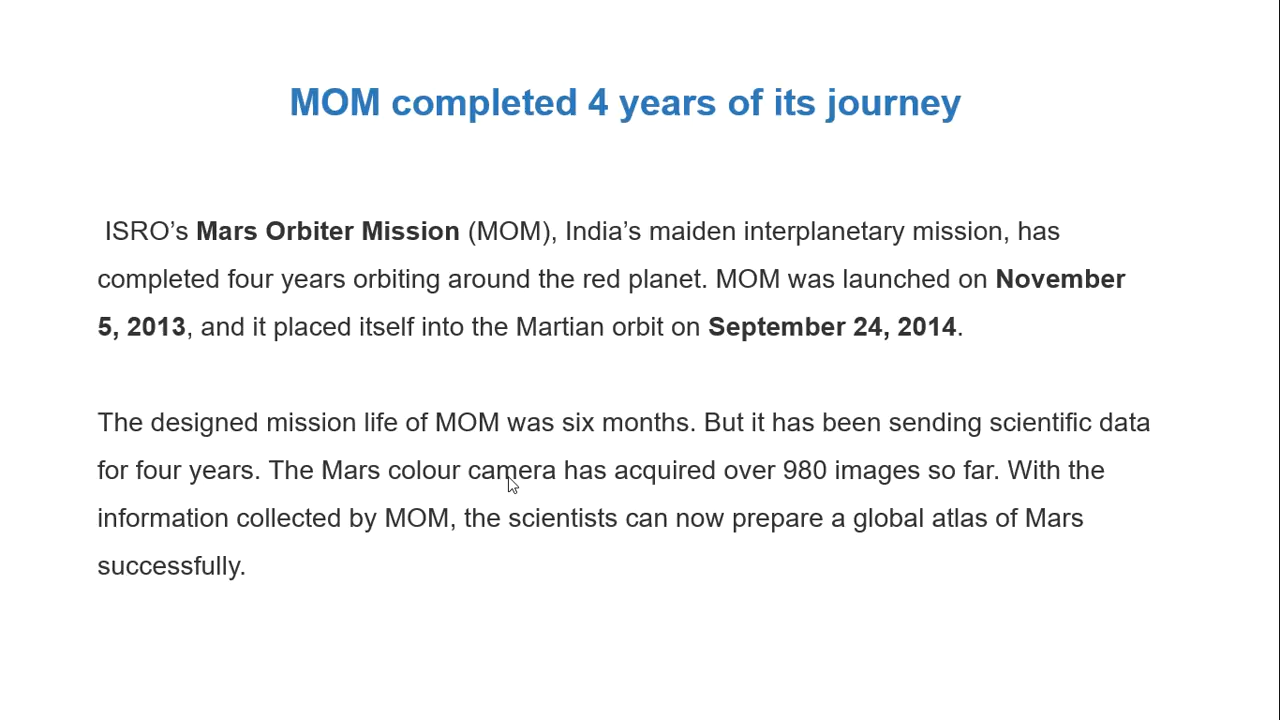 MOM completed 4 years of its journey
ISRO’s Mars Orbiter Mission (MOM), India’s maiden interplanetary mission, has
completed four years orbiting around the red planet. MOM was launched on November
5, 2013, and it placed itself into the Martian orbit on September 24, 2014.
The designed mission life of MOM was six months. But it has been sending scientific data
for four years. The Mars colour camera has acquired over 980 images so far. With the
information collected by MOM, the scientists can now prepare a global atlas of Mars
successfully.